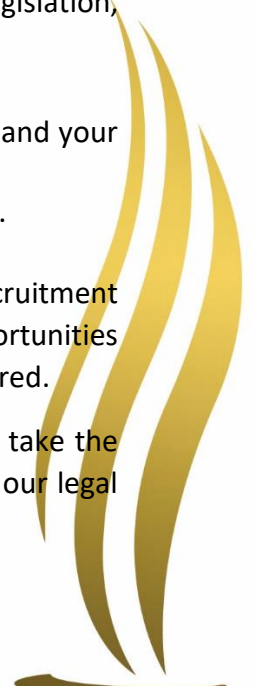 gislation,
and your
.
cruitment
ortunities
red.
take the
our legal